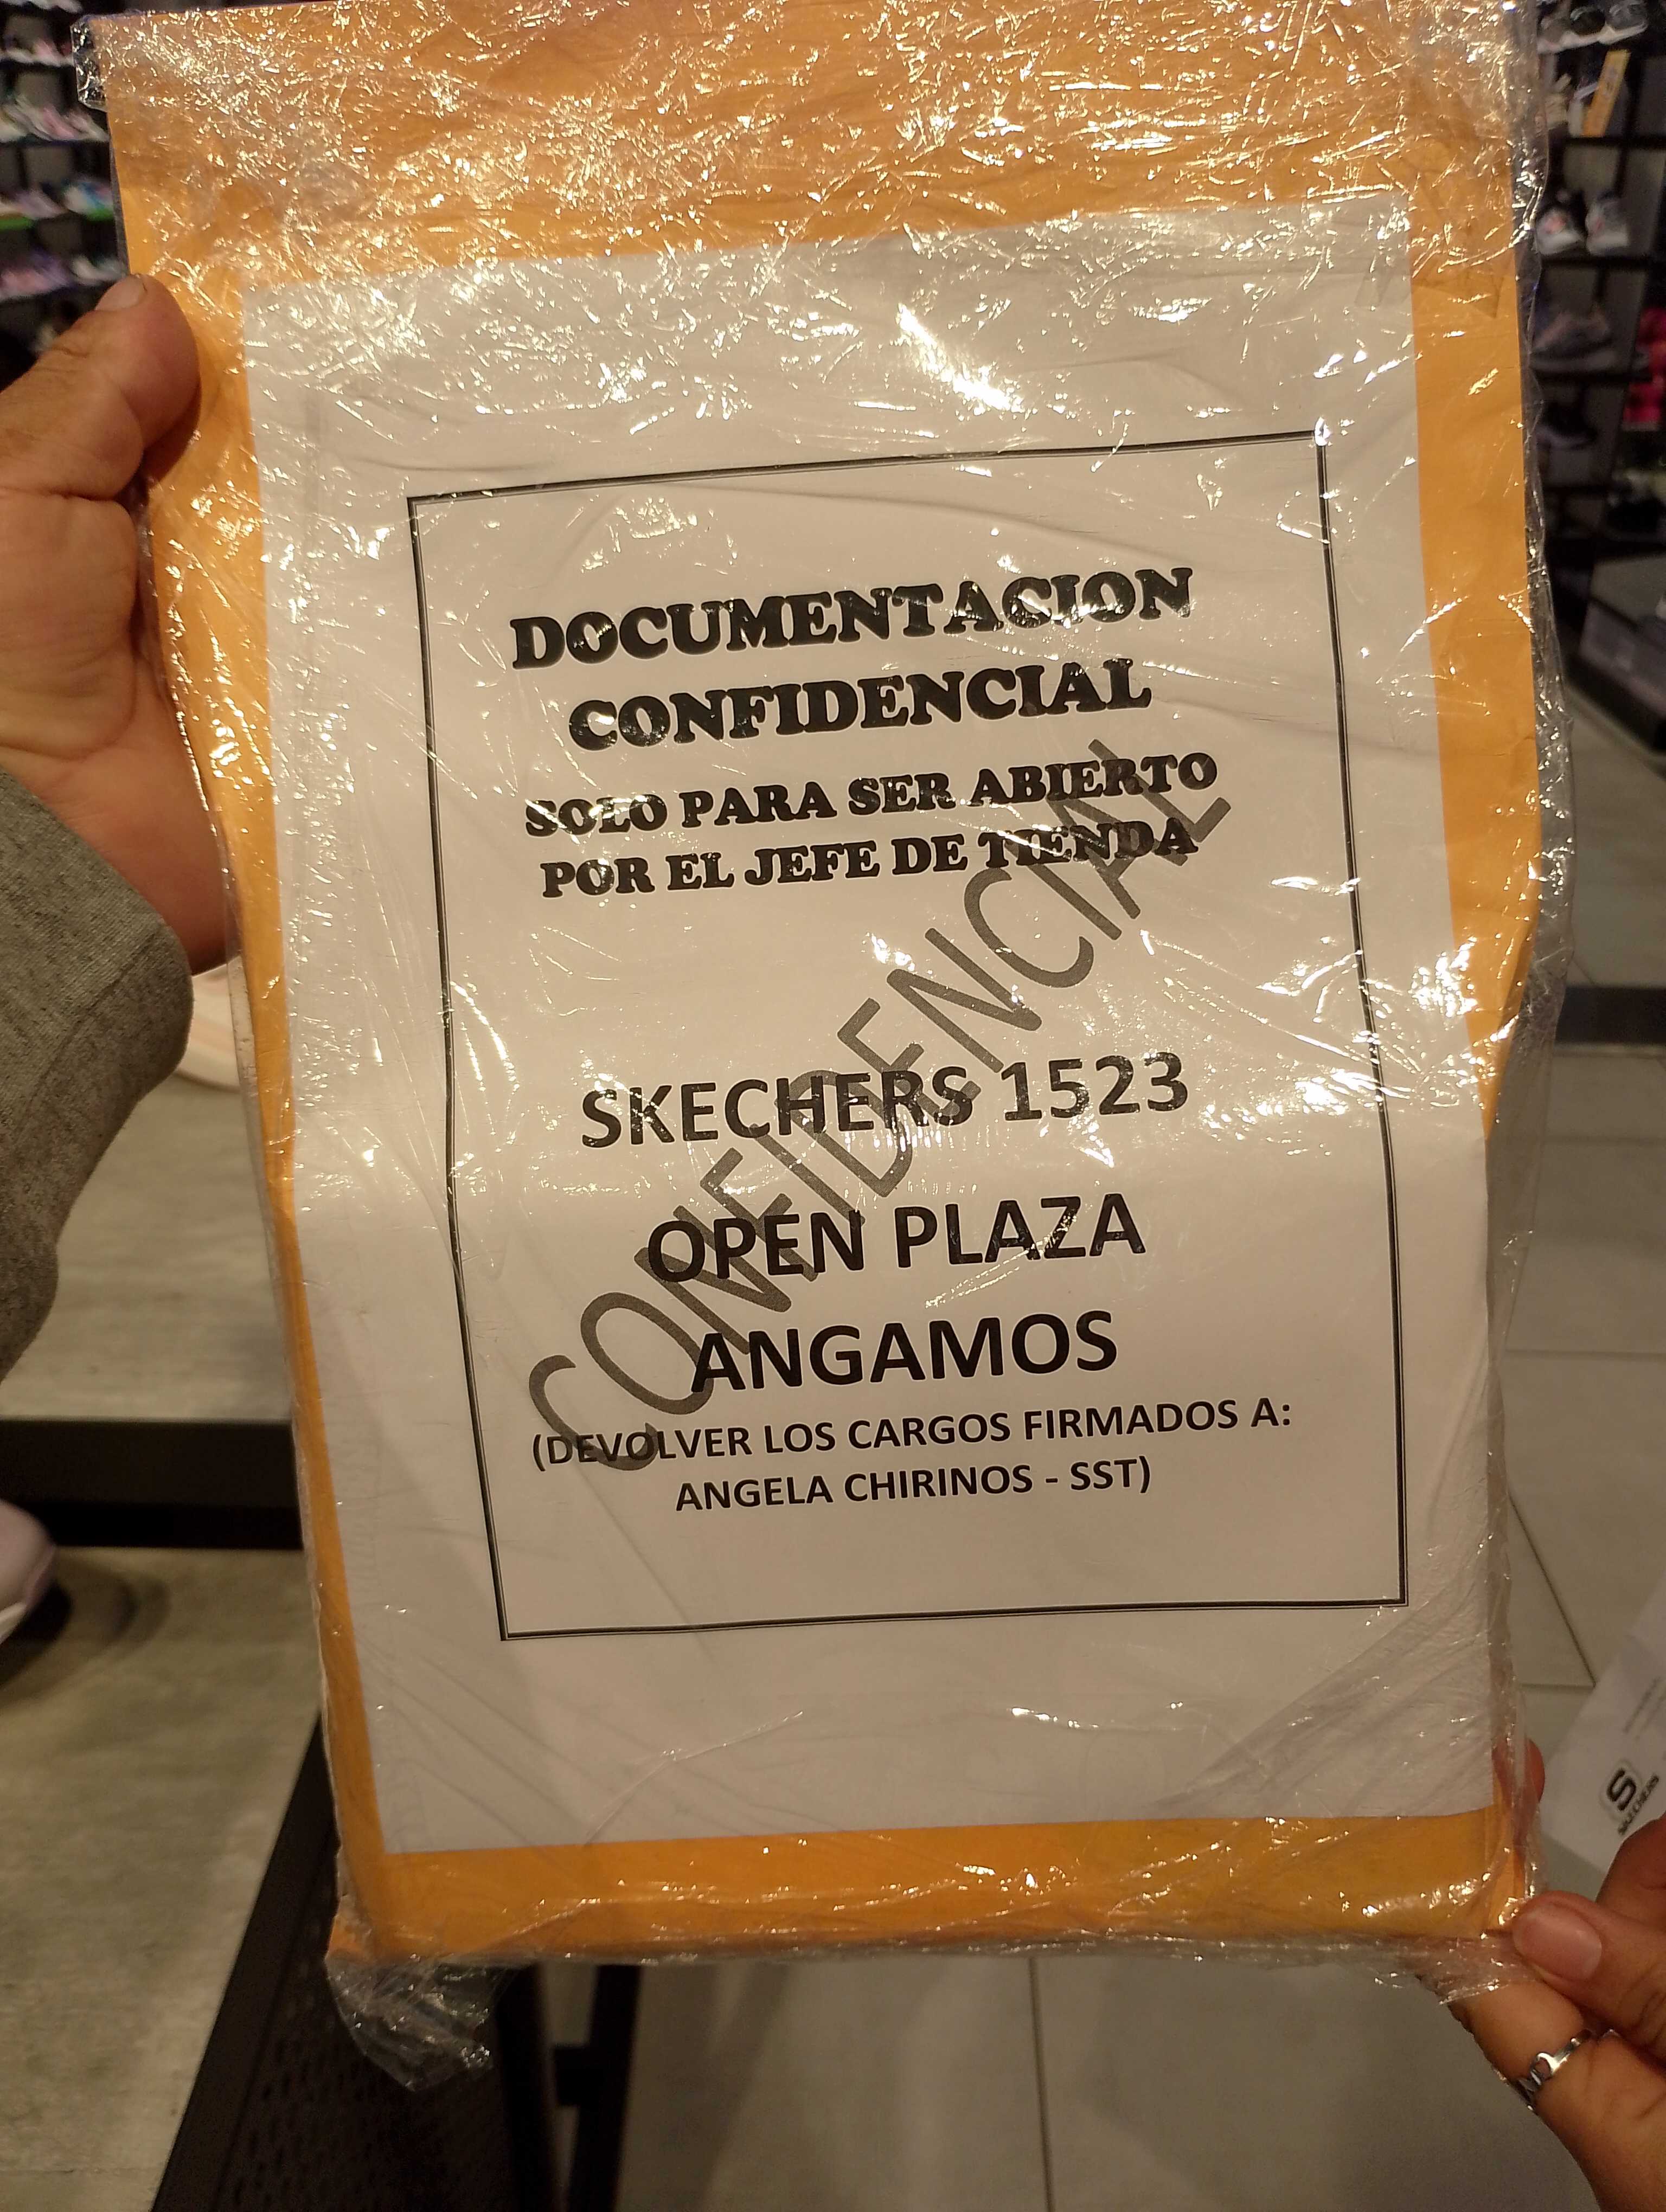 DOCUMENTACION
CONFIDENCIAL
SOLO PARA SER ABIERTO
POR EL JEFE DE TIENDA
CONFIDENCIAL
SKECHERS 1523
OPEN PLAZA
ANGAMOS
(DEVOLVER LOS CARGOS FIRMADOS A:
ANGELA CHIRINOS - SST)
S
SKECHERS